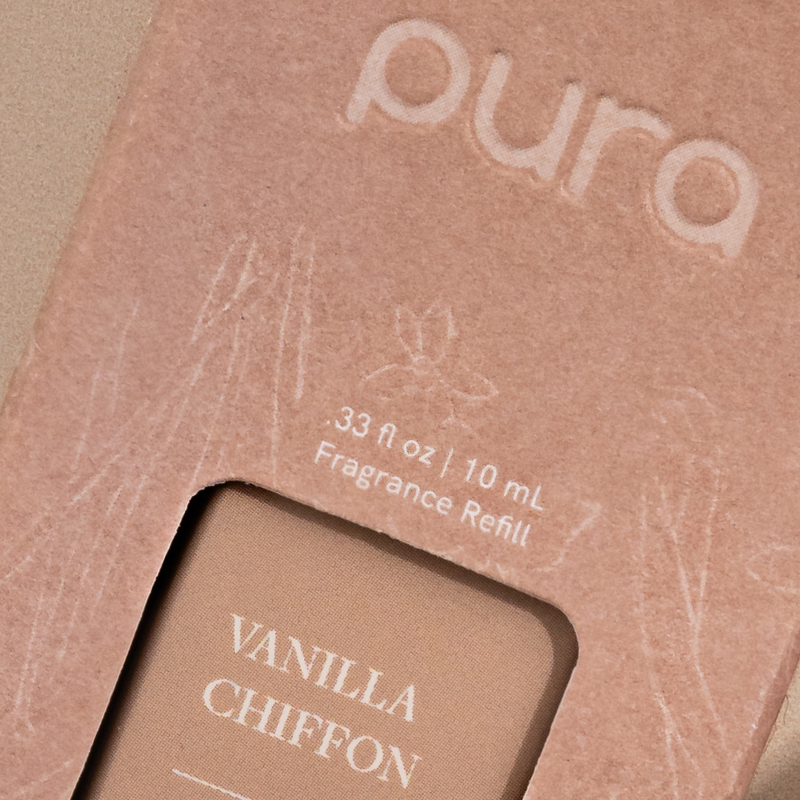 pura
.33 fl oz | 10 mL
Fragrance Refill
VANILLA
CHIFFON